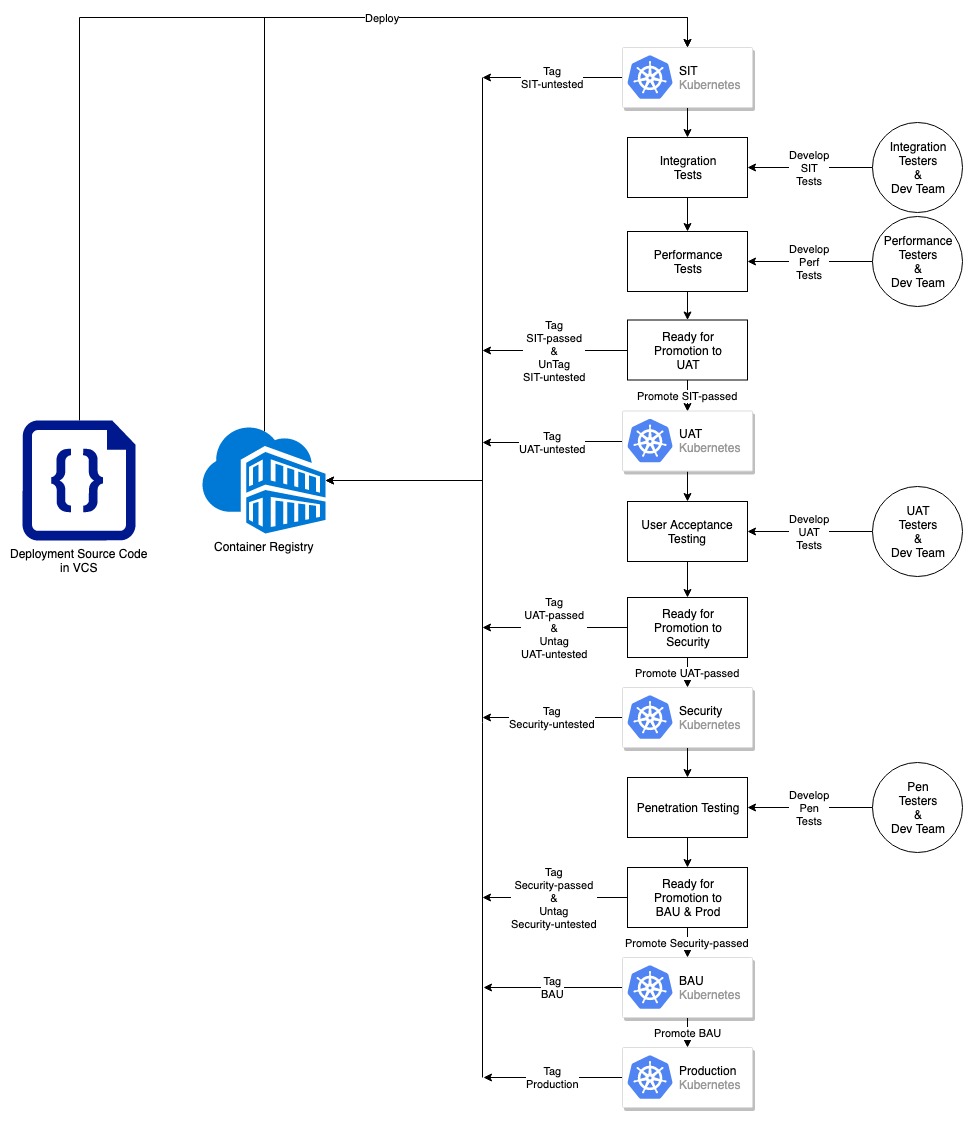 Deploy
SIT
Kubernetes
Tag
SIT-untested
Integration
Tests
Develop
SIT
Tests
Integration
Testers
&
Dev Team
Performance
Tests
Develop
Perf
Tests
Performance
Testers
&
Dev Team
Tag
SIT-passed
&
UnTag
SIT-untested
Ready for
Promotion to
UAT
Promote SIT-passed
Tag
UAT-untested
UAT
Kubernetes
Deployment Source Code
in VCS
Container Registry
User Acceptance
Testing
Develop
UAT
Tests
UAT
Testers
&
Dev Team
Tag
UAT-passed
&
Untag
UAT-untested
Ready for
Promotion to
Security
Promote UAT-passed
Tag
Security-untested
Security
Kubernetes
Penetration Testing
Develop
Pen
Tests
Pen
Testers
&
Dev Team
Tag
Security-passed
&
Untag
Security-untested
Ready for
Promotion to
BAU & Prod
Promote Security-passed
Tag
BAU
BAU
Kubernetes
Promote BAU
Tag
Production
Production
Kubernetes